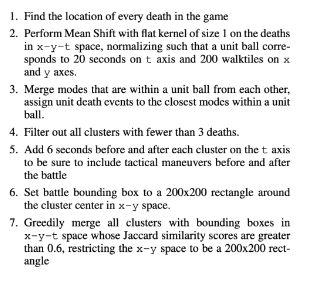 1. Find the location of every death in the game
2. Perform Mean Shift with flat kernel of size 1 on the deaths
in x-y-t space, normalizing such that a unit ball corre-
sponds to 20 seconds on t axis and 200 walktiles on x
and y axes.
3. Merge modes that are within a unit ball from each other,
assign unit death events to the closest modes within a unit
ball.
4. Filter out all clusters with fewer than 3 deaths.
5. Add 6 seconds before and after each cluster on the t axis
to be sure to include tactical maneuvers before and after
the battle
6. Set battle bounding box to a 200x200 rectangle around
the cluster center in x-y space.
7. Greedily merge all clusters with bounding boxes in
x-y-t space whose Jaccard similarity scores are greater
than 0.6, restricting the x-y space to be a 200x200 rect-
angle